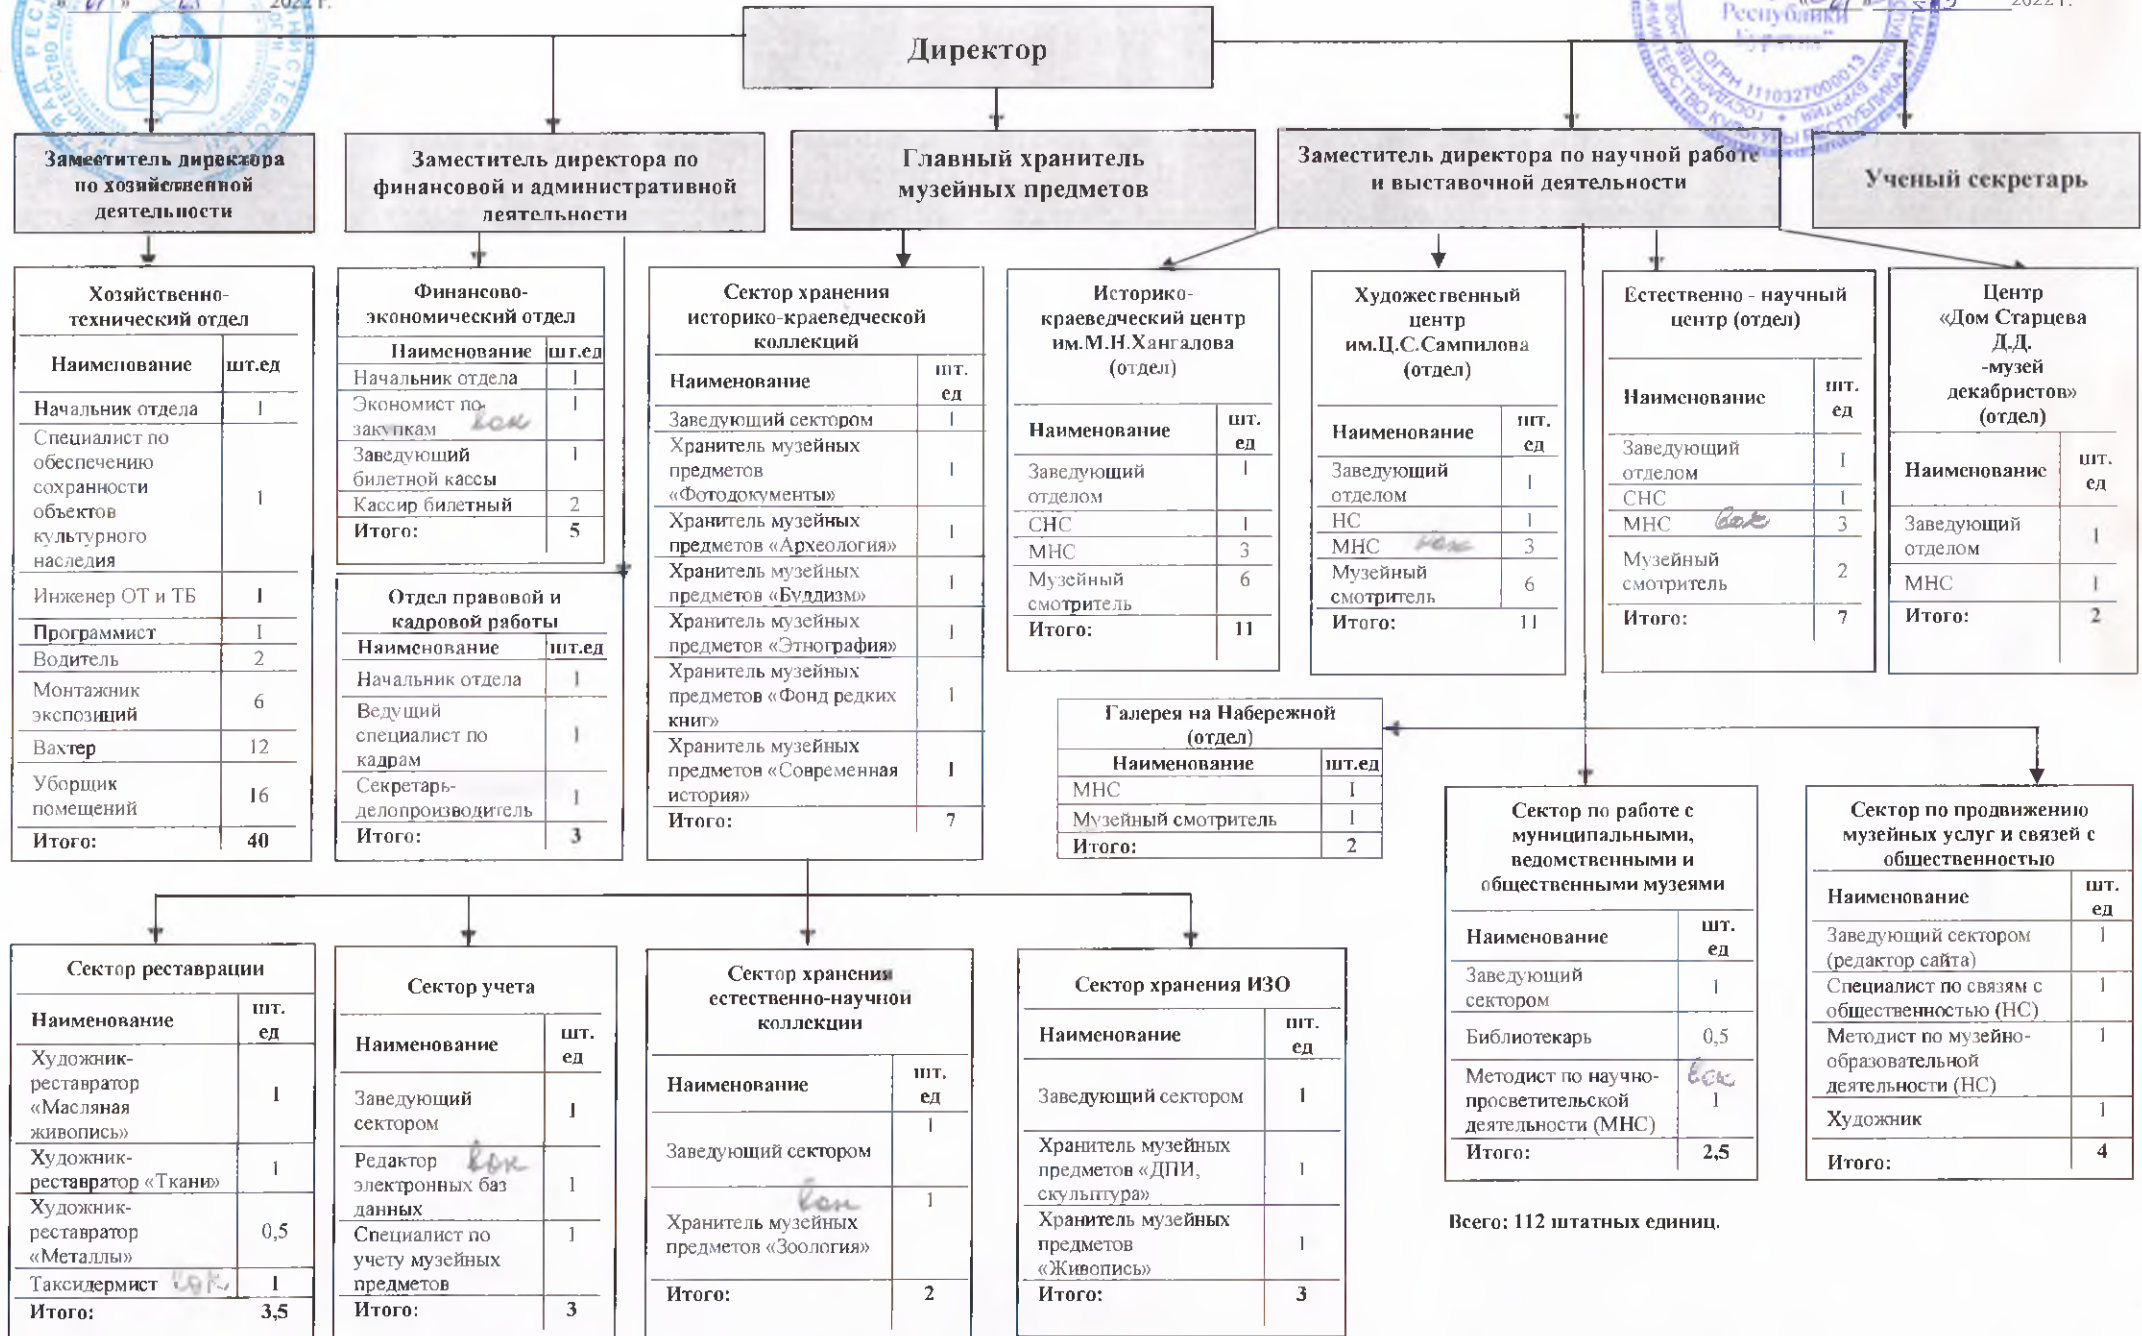 2022 г.
2022 г.
Республики
ОГРН 1110327000013
Директор
Заместитель директора
по хозяйственной
деятельности
Заместитель директора по
финансовой и административной
деятельности
Главный хранитель
музейных предметов
Заместитель директора по научной работе
и выставочной деятельности
Ученый секретарь
Хозяйственно-
технический отдел
Наименование шт.ед
Начальник отдела 1
Специалист по
обеспечению
сохранности
объектов
культурного
наследия
1
Инженер ОТ и ТБ 1
Программист 1
Водитель 2
Монтажник
экспозиций
6
Вахтер 12
Уборщик
помещений
16
Итого: 40
Финансово-
экономический отдел
Наименование шт.ед
Начальник отдела 1
Экономист по 1
закупкам вак
Заведующий 1
билетной кассы
Кассир билетный 2
Итого: 5
Отдел правовой и
кадровой работы
Наименование шт.ед
Начальник отдела 1
Ведущий
специалист по 1
кадрам
Секретарь-
делопроизводитель 1
Итого: 3
Сектор хранения
историко-краеведческой
коллекций
Наименование шт.
ед
Заведующий сектором 1
Хранитель музейных
предметов 1
«Фотодокументы»
Хранитель музейных
предметов «Археология» 1
Хранитель музейных
предметов «Буддизм» 1
Хранитель музейных
предметов «Этнография» 1
Хранитель музейных
предметов «Фонд редких 1
книг»
Хранитель музейных
предметов «Современная 1
история»
Итого: 7
Историко-
краеведческий центр
им.М.Н.Хангалова
(отдел)
Наименование шт.
ед
Заведующий 1
отделом
СНС 1
МНС 3
Музейный 6
смотритель
Итого: 11
Художественный
центр
им.Ц.С.Сампилова
(отдел)
Наименование шт.
ед
Заведующий
отделом 1
НС 1
МНС вак 3
Музейный
смотритель 6
Итого: 11
Естественно - научный
центр (отдел)
Наименование шт.
ед
Заведующий
отделом 1
СНС 1
МНС вак 3
Музейный
смотритель 2
Итого: 7
Центр
«Дом Старцева
Д.Д.
-музей
декабристов»
(отдел)
Наименование шт.
ед
Заведующий
отделом 1
МНС 1
Итого: 2
Галерея на Набережной
(отдел)
Наименование шт.ед
МНС 1
Музейный смотритель 1
Итого: 2
Сектор по работе с
муниципальными,
ведомственными и
общественными музеями
Наименование шт.
ед
Заведующий
сектором 1
Библиотекарь 0,5
Методист по научно- вак
просветительской 1
деятельности (МНС)
Итого: 2,5
Сектор по продвижению
музейных услуг и связей с
общественностью
Наименование шт.
ед
Заведующий сектором 1
(редактор сайта)
Специалист по связям с 1
общественностью (НС)
Методист по музейно- 1
образовательной
деятельности (НС)
Художник 1
Итого: 4
Сектор реставрации
Наименование шт.
ед
Художник-
реставратор
«Масляная 1
живопись»
Художник-
реставратор «Ткани» 1
Художник-
реставратор 0,5
«Металлы»
Таксидермист вак 1
Итого: 3,5
Сектор учета
Наименование шт.
ед
Заведующий
сектором 1
Редактор вак
электронных баз 1
данных
Специалист по 1
учету музейных
предметов
Итого: 3
Сектор хранения
естественно-научной
коллекции
Наименование шт.
ед
Заведующий сектором 1
вак
Хранитель музейных 1
предметов «Зоология»
Итого: 2
Сектор хранения ИЗО
Наименование шт.
ед
Заведующий сектором 1
Хранитель музейных
предметов «ДПИ, 1
скульптура»
Хранитель музейных
предметов 1
«Живопись»
Итого: 3
Всего: 112 штатных единиц.